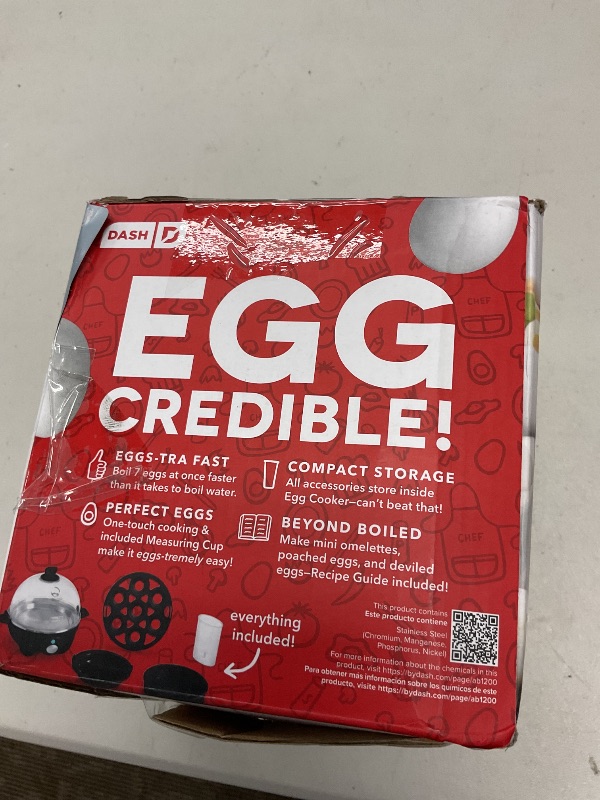 DASH
EGG
CREDIBLE!
EGGS-TRA FAST
Boil 7 eggs at once faster
than it takes to boil water.
COMPACT STORAGE
All accessories store inside
Egg Cooker—can't beat that!
PERFECT EGGS
One-touch cooking &
included Measuring Cup
make it eggs-tremely easy!
BEYOND BOILED
Make mini omelettes,
poached eggs, and deviled
eggs—Recipe Guide included!
everything
included!
This product contains
Este producto contiene
Stainless Steel
(Chromium, Manganese,
Phosphorus, Nickel)
For more information about the chemicals in this
product, visit https://bydash.com/page/ab1200
Para obtener más información sobre los químicos de este
producto, visite https://bydash.com/page/ab1200
CHEF
CHEF
CHEF
CHEF